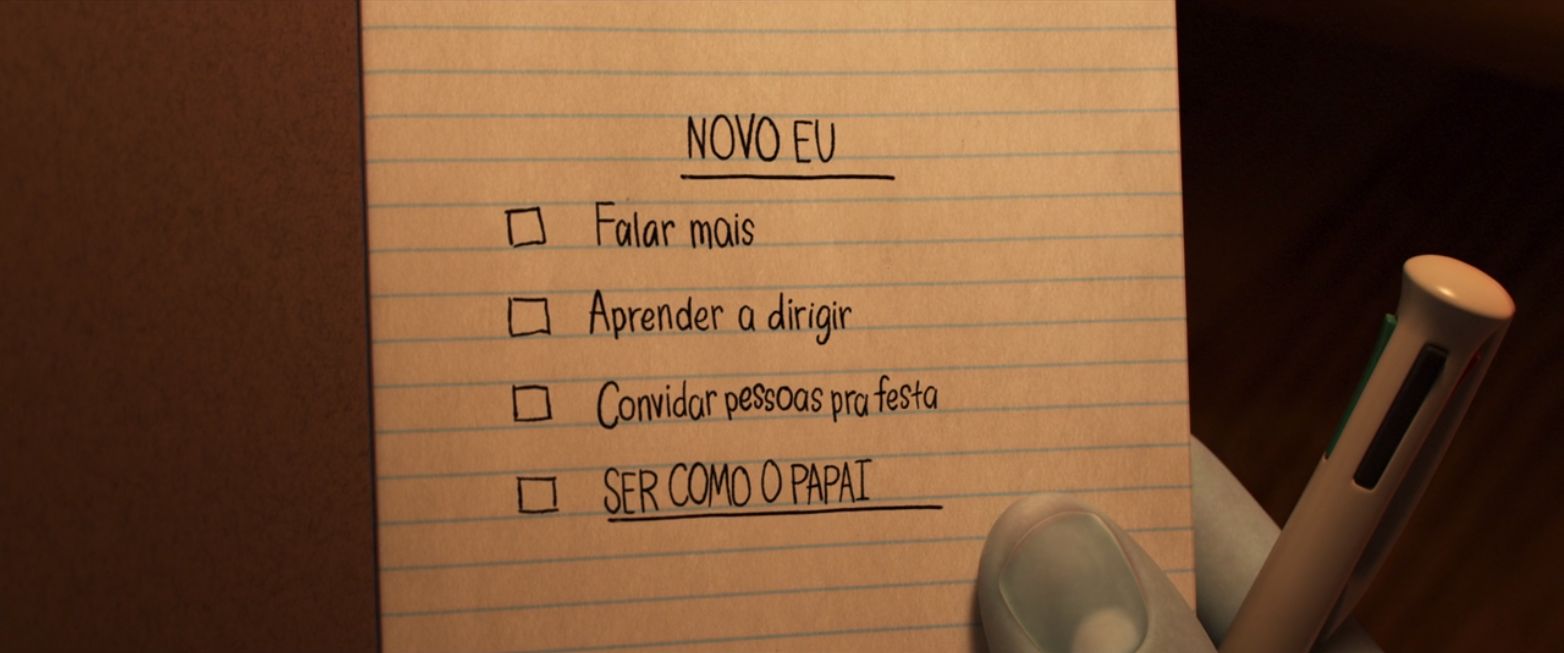 NOVO EU
Falar mais
Aprender a dirigir
Convidar pessoas pra festa
SER COMO O PAPAI